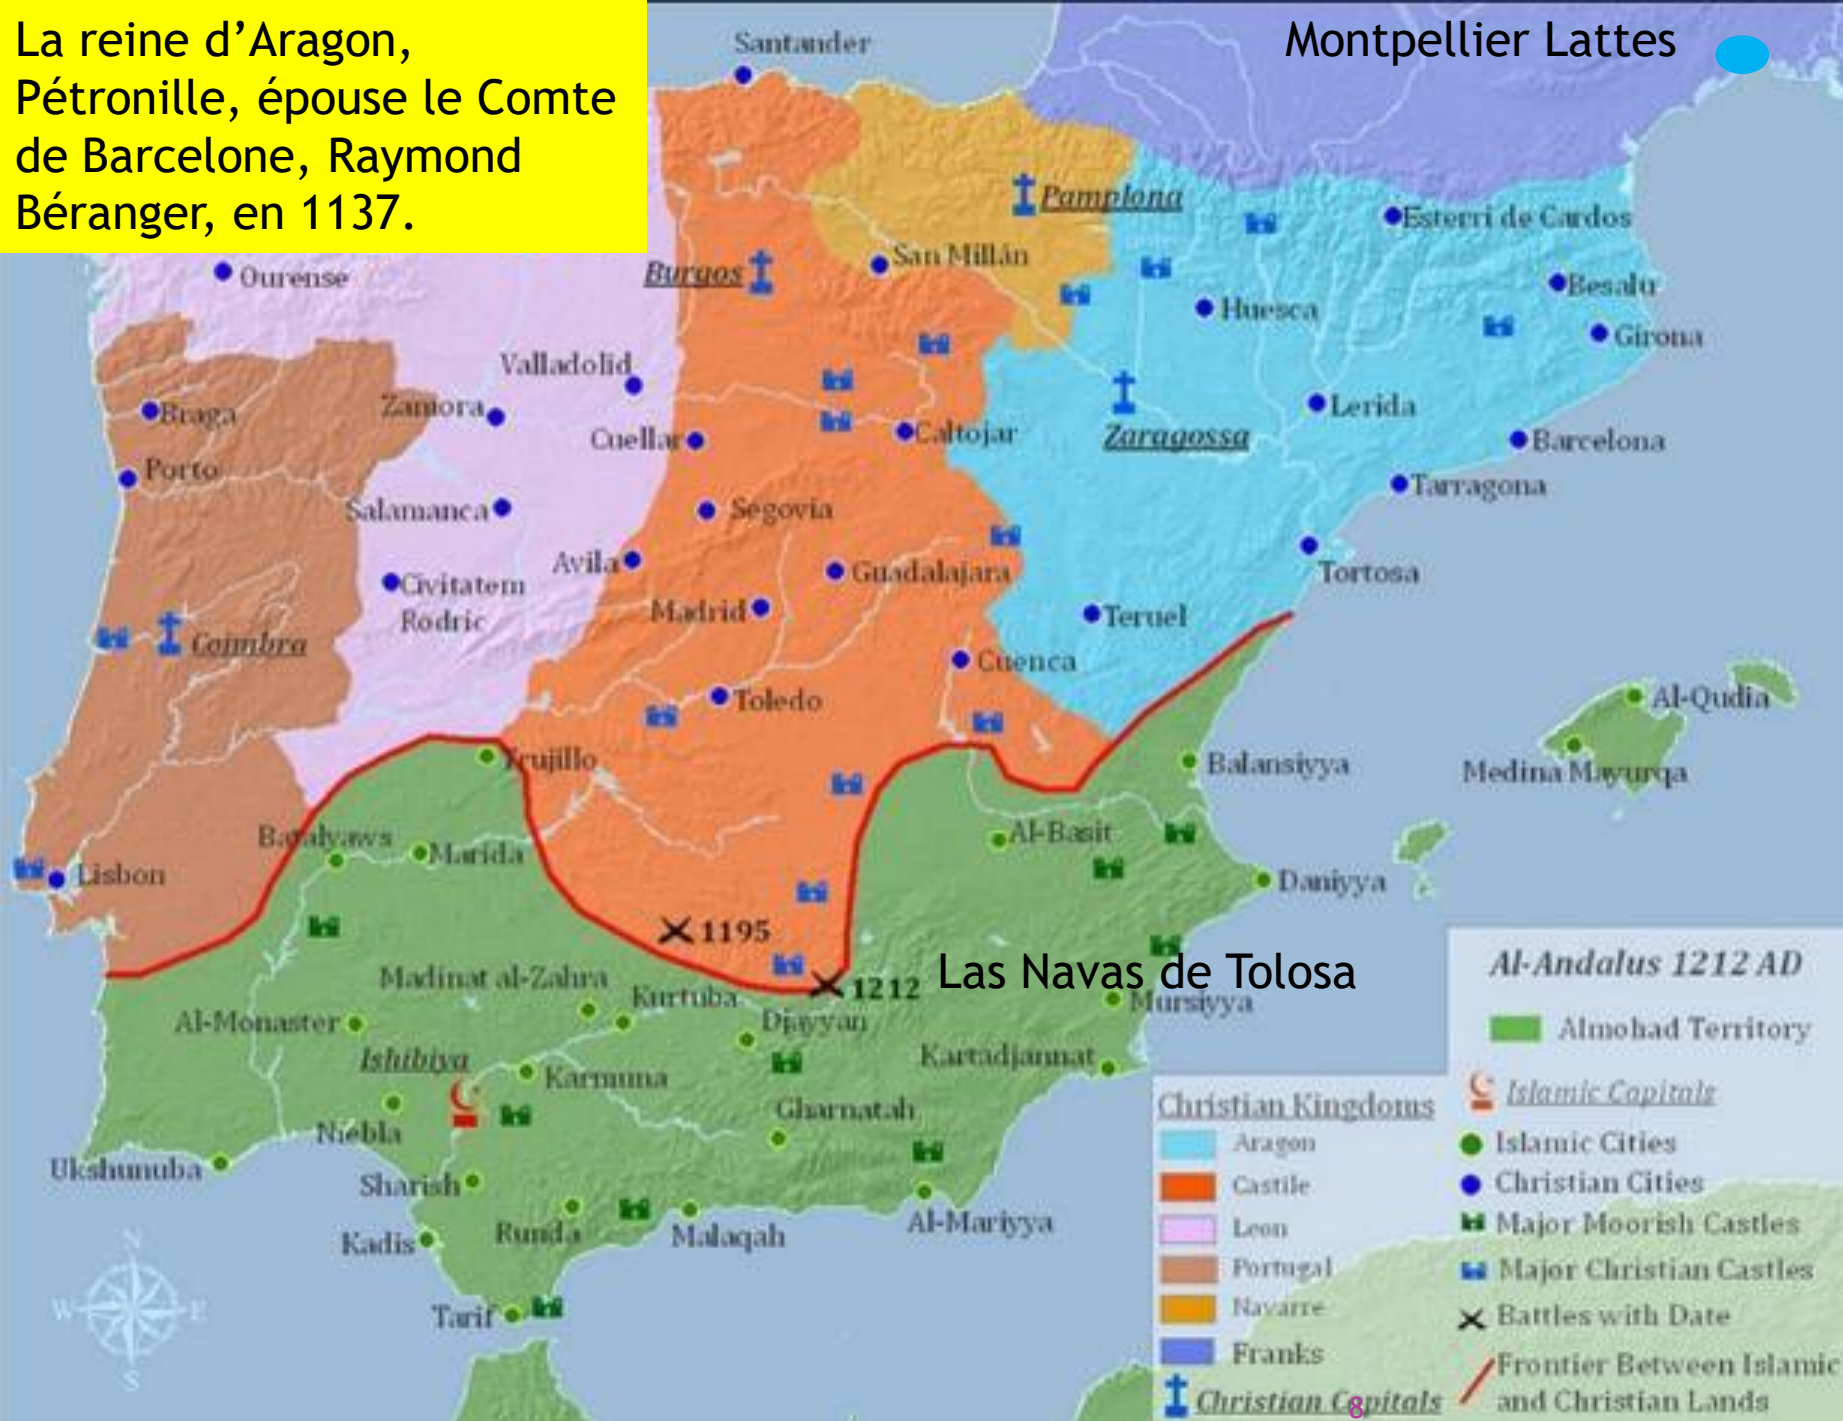 La reine d’Aragon,
Pétronille, épouse le Comte
de Barcelone, Raymond
Béranger, en 1137.
Santander
Montpellier Lattes
Pamplona
Esterri de Cardos
Ourense
Burgos
San Millán
Besalu
Huesca
Girona
Valladolid
Braga
Zamora
Lerida
Cuellar
Caltojar
Zaragossa
Barcelona
Porto
Tarragona
Salamanca
Segovia
Avila
Guadalajara
Tortosa
Civitatem
Rodric
Madrid
Teruel
Coimbra
Cuenca
Toledo
Al-Qudia
Trujillo
Balansiyya
Medina Mayurqa
Batalyaws
Marida
Al-Basit
Lisbon
Daniyya
1195
Las Navas de Tolosa
1212
Madinat al-Zahra
Kurtuba
Mursiyya
Al-Monaster
Djayyan
Ishibiya
Kartadjannat
Karmuna
Gharnatah
Niebla
Ukshunuba
Sharish
Kadis
Runda
Malaqah
Al-Mariyya
Tarif
N
W E
S
Al-Andalus 1212 AD
Almohad Territory
Islamic Capitals
Islamic Cities
Christian Cities
Major Moorish Castles
Major Christian Castles
Battles with Date
Frontier Between Islamic
and Christian Lands
Christian Kingdoms
Aragon
Castile
Leon
Portugal
Navarre
Franks
Christian Capitals
8